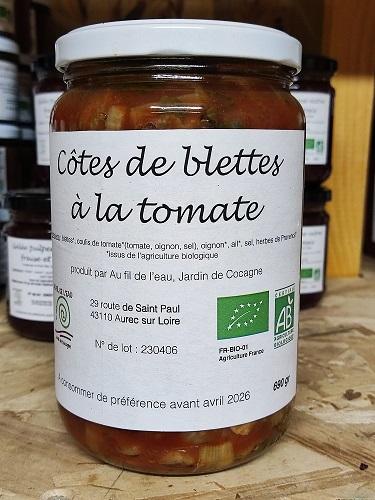 Côtes de blettes
à la tomate
blettes*, coulis de tomate*(tomate, oignon, sel), oignon*, ail*, sel, herbes de Provence*
*issus de l'agriculture biologique
produit par Au fil de l'eau, Jardin de Cocagne
29 route de Saint Paul
43110 Aurec sur Loire
N° de lot : 230406
AB
FR-BIO-01
Agriculture France
690 gr
A consommer de préférence avant avril 2026